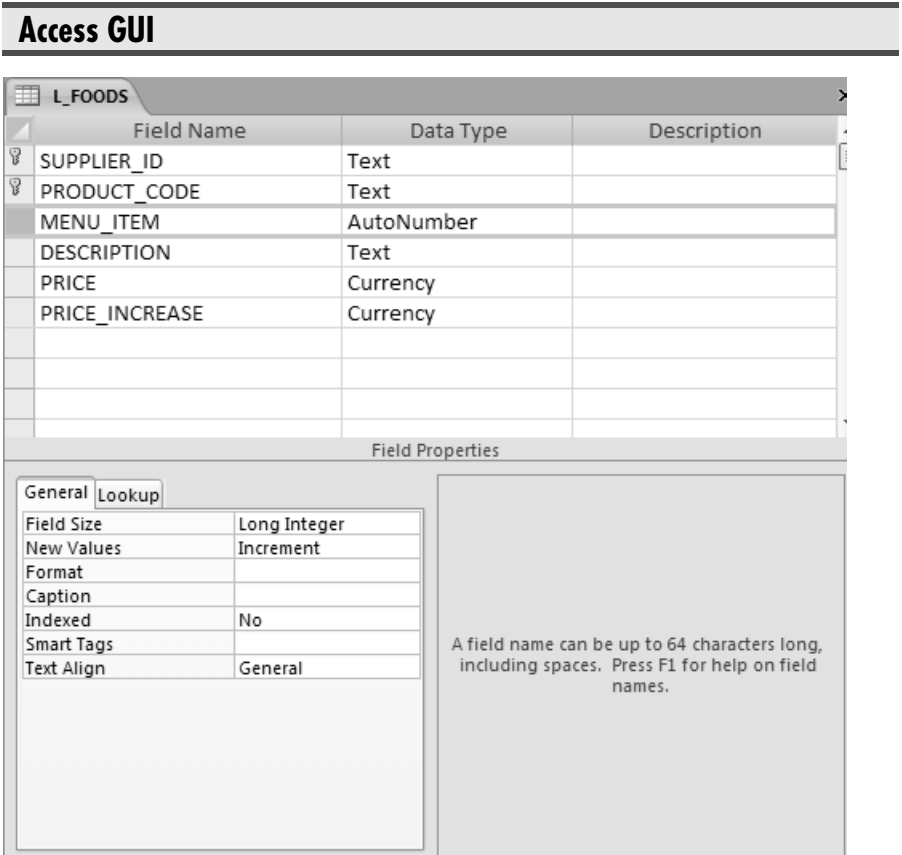 Access GUI
L_FOODS
Field Name Data Type Description
SUPPLIER_ID Text
PRODUCT_CODE Text
MENU_ITEM AutoNumber
DESCRIPTION Text
PRICE Currency
PRICE_INCREASE Currency
Field Properties
General Lookup
Field Size Long Integer
New Values Increment
Format
Caption
Indexed No
Smart Tags
Text Align General
A field name can be up to 64 characters long,
including spaces. Press F1 for help on field
names.